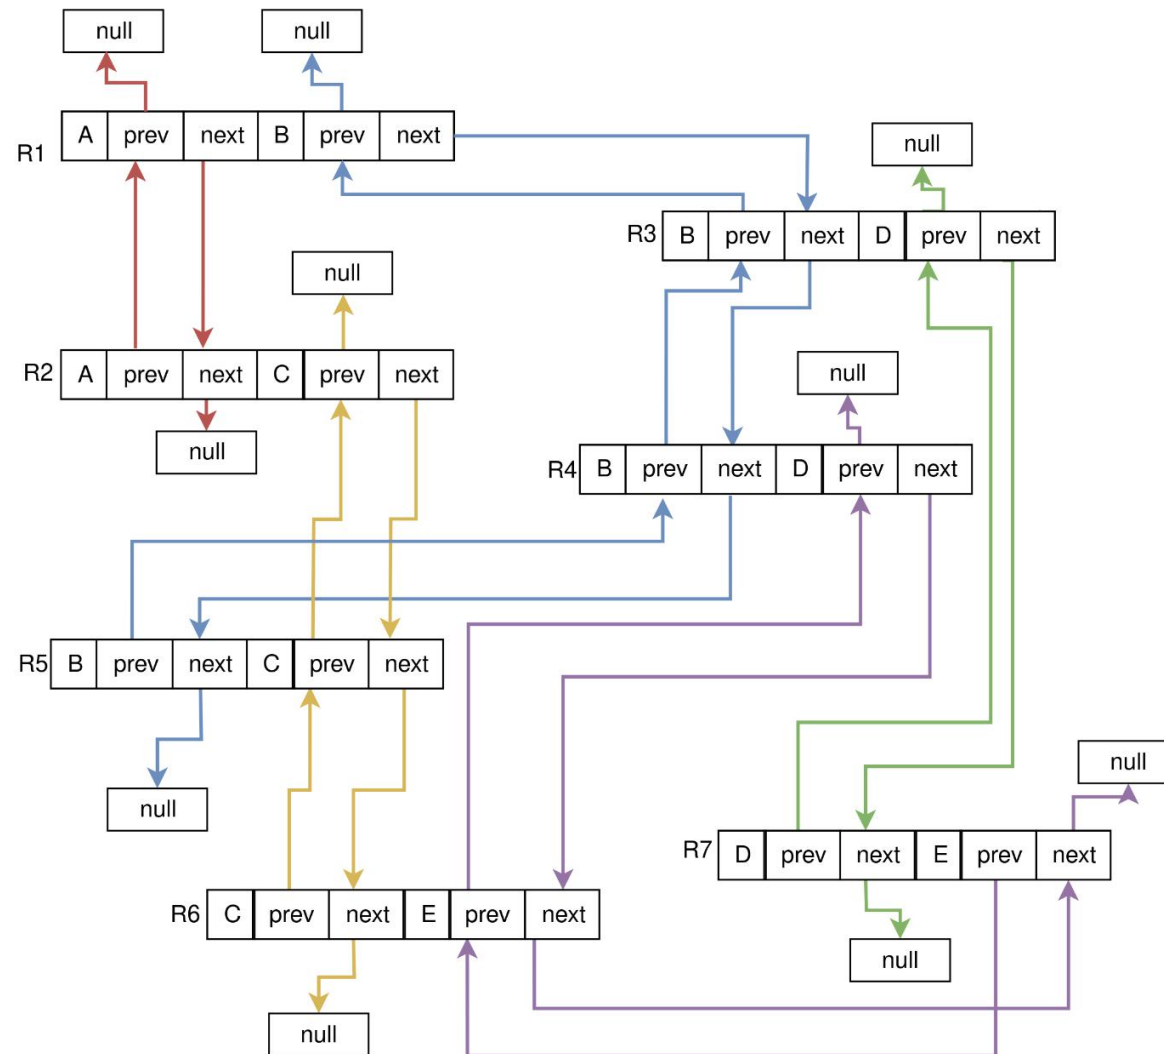 null null
R1 A prev next B prev next
null
R3 B prev next D prev next
null
R2 A prev next C prev next
null
null
R4 B prev next D prev next
R5 B prev next C prev next
null
null
R7 D prev next E prev next
R6 C prev next E prev next
null
null